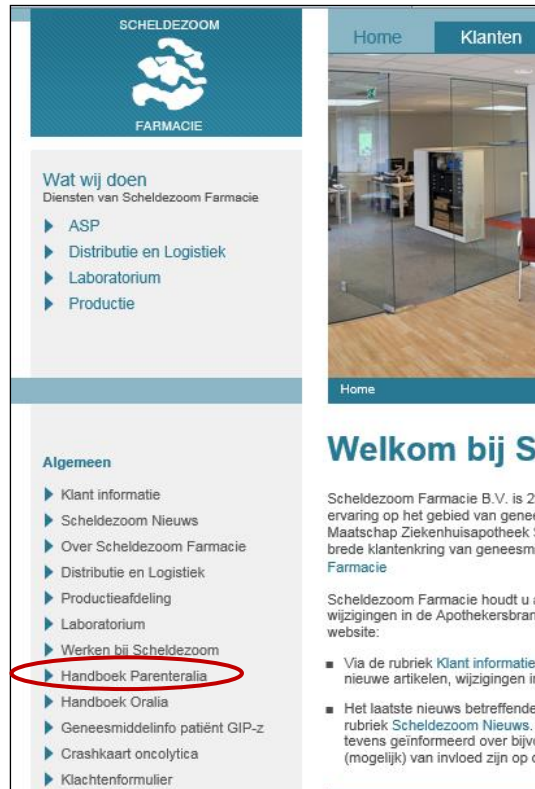 SCHELDEZOOM
FARMACIE
Home
Klanten
Wat wij doen
Diensten van Scheldezoom Farmacie
ASP
Distributie en Logistiek
Laboratorium
Productie
Home
Algemeen
Klant informatie
Scheldezoom Nieuws
Over Scheldezoom Farmacie
Distributie en Logistiek
Productieafdeling
Laboratorium
Werken bij Scheldezoom
Handboek Parenteralia
Handboek Oralia
Geneesmiddelinfo patiënt GIP-z
Crashkaart oncolytica
Klachtenformulier
Welkom bij S
Scheldezoom Farmacie B.V. is 2
ervaring op het gebied van genee
Maatschap Ziekenhuisapotheek S
brede klantenkring van geneesm
Farmacie
Scheldezoom Farmacie houdt u a
wijzigingen in de Apothekersbran
website:
Via de rubriek Klant informatie
nieuwe artikelen, wijzigingen i
Het laatste nieuws betreffende
rubriek Scheldezoom Nieuws.
tevens geïnformeerd over bijv
(mogelijk) van invloed zijn op